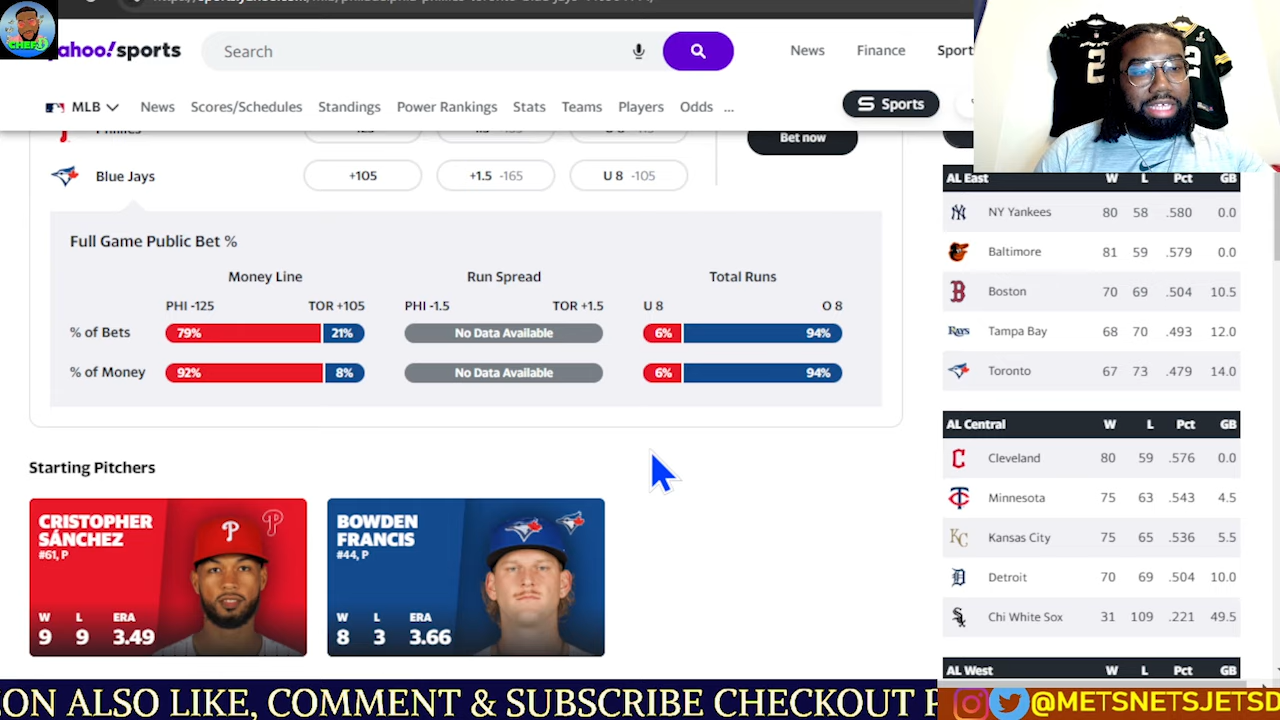 CHEF
yahoo!sports
Search
News Finance Sport
MLB News Scores/Schedules Standings Power Rankings Stats Teams Players Odds ...
Sports
Phillies
Bet now
Blue Jays +105 +1.5 -165 U 8 -105
Full Game Public Bet %
Money Line Run Spread Total Runs
PHI -125 TOR +105 PHI -1.5 TOR +1.5 U 8 O 8
% of Bets 79% 21% No Data Available 6% 94%
% of Money 92% 8% No Data Available 6% 94%
Starting Pitchers
CRISTOPHER
SÁNCHEZ
#61, P
W L ERA
9 9 3.49
BOWDEN
FRANCIS
#44, P
W L ERA
8 3 3.66
AL East W L Pct GB
NY Yankees 80 58 .580 0.0
Baltimore 81 59 .579 0.0
Boston 70 69 .504 10.5
Tampa Bay 68 70 .493 12.0
Toronto 67 73 .479 14.0
AL Central W L Pct GB
Cleveland 80 59 .576 0.0
Minnesota 75 63 .543 4.5
Kansas City 75 65 .536 5.5
Detroit 70 69 .504 10.0
Chi White Sox 31 109 .221 49.5
AL West W L Pct GB
ON ALSO LIKE, COMMENT & SUBSCRIBE CHECKOUT P
@METSNETSJETSD